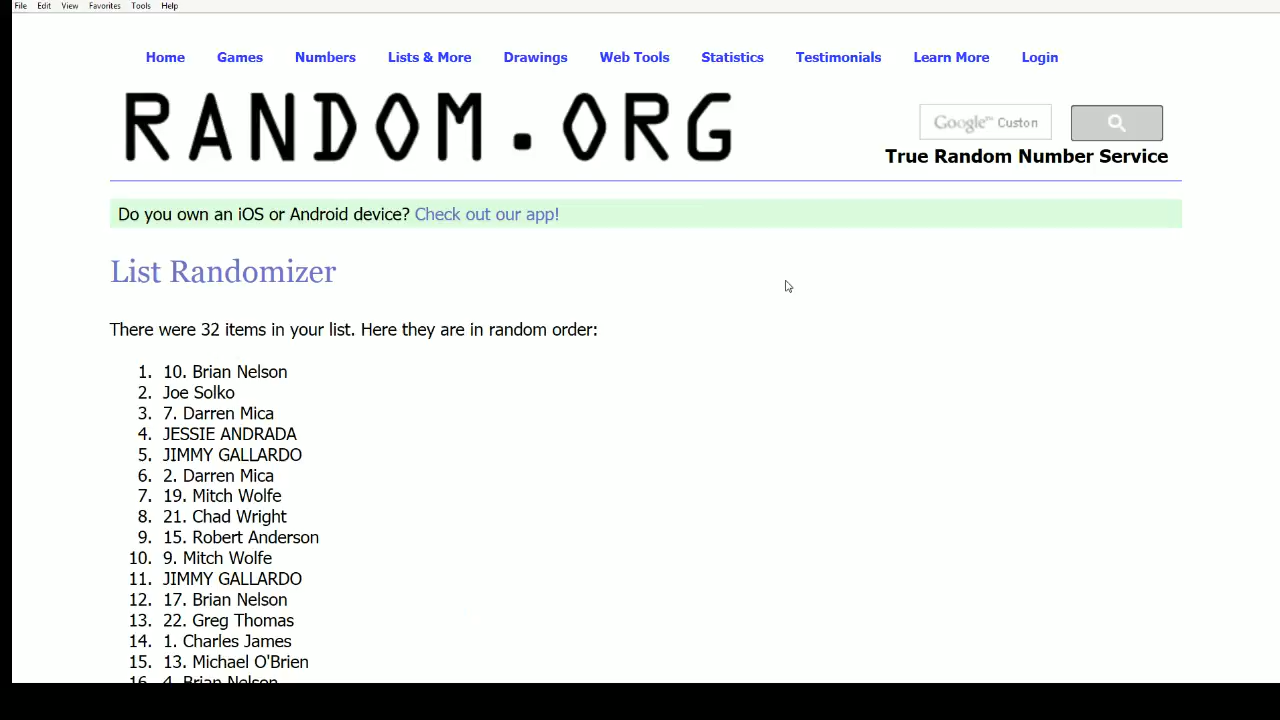 File Edit View Favorites Tools Help
Home Games Numbers Lists & More Drawings Web Tools Statistics Testimonials Learn More Login
RANDOM.ORG
Google™ Custon
True Random Number Service
Do you own an iOS or Android device? Check out our app!
List Randomizer
There were 32 items in your list. Here they are in random order:
1. 10. Brian Nelson
2. Joe Solko
3. 7. Darren Mica
4. JESSIE ANDRADA
5. JIMMY GALLARDO
6. 2. Darren Mica
7. 19. Mitch Wolfe
8. 21. Chad Wright
9. 15. Robert Anderson
10. 9. Mitch Wolfe
11. JIMMY GALLARDO
12. 17. Brian Nelson
13. 22. Greg Thomas
14. 1. Charles James
15. 13. Michael O'Brien
16. 4. Brian Nelson